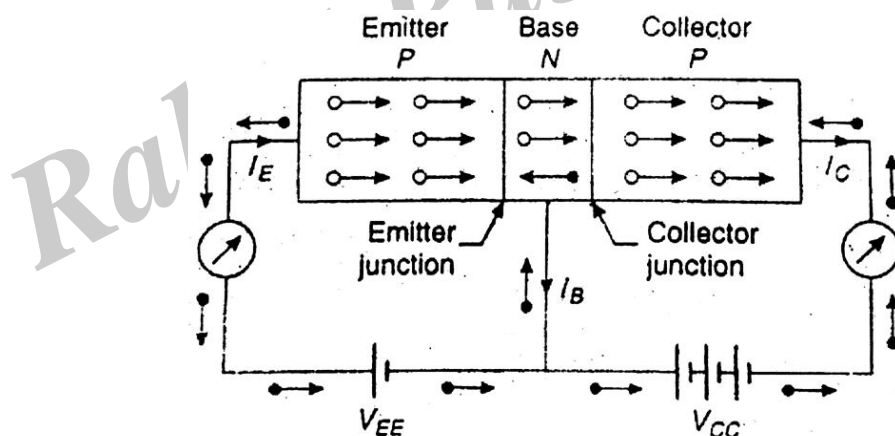 Emitter Base Collector
P N P
I_E I_C
Emitter junction
Collector junction
I_B
V_EE V_CC